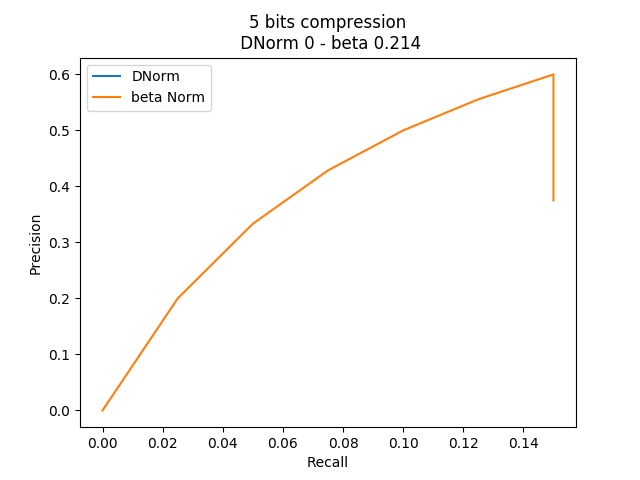 5 bits compression
DNorm 0 - beta 0.214
DNorm
beta Norm
0.6
0.5
0.4
0.3
0.2
0.1
0.0
Precision
0.00 0.02 0.04 0.06 0.08 0.10 0.12 0.14
Recall